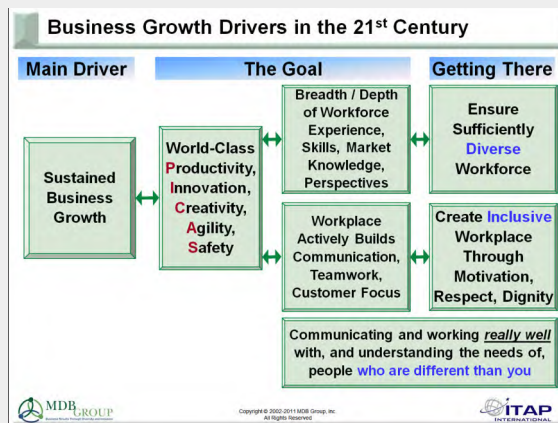 Business Growth Drivers in the 21st Century
Main Driver
The Goal
Getting There
Sustained
Business
Growth
World-Class
Productivity,
Innovation,
Creativity,
Agility,
Safety
Breadth / Depth
of Workforce
Experience,
Skills, Market
Knowledge,
Perspectives
Ensure
Sufficiently
Diverse
Workforce
Workplace
Actively Builds
Communication,
Teamwork,
Customer Focus
Create Inclusive
Workplace
Through
Motivation,
Respect, Dignity
Communicating and working really well
with, and understanding the needs of,
people who are different than you
MDB
GROUP
Copyright © 2002-2011 MDB Group, Inc.
All Rights Reserved
ITAP
INTERNATIONAL